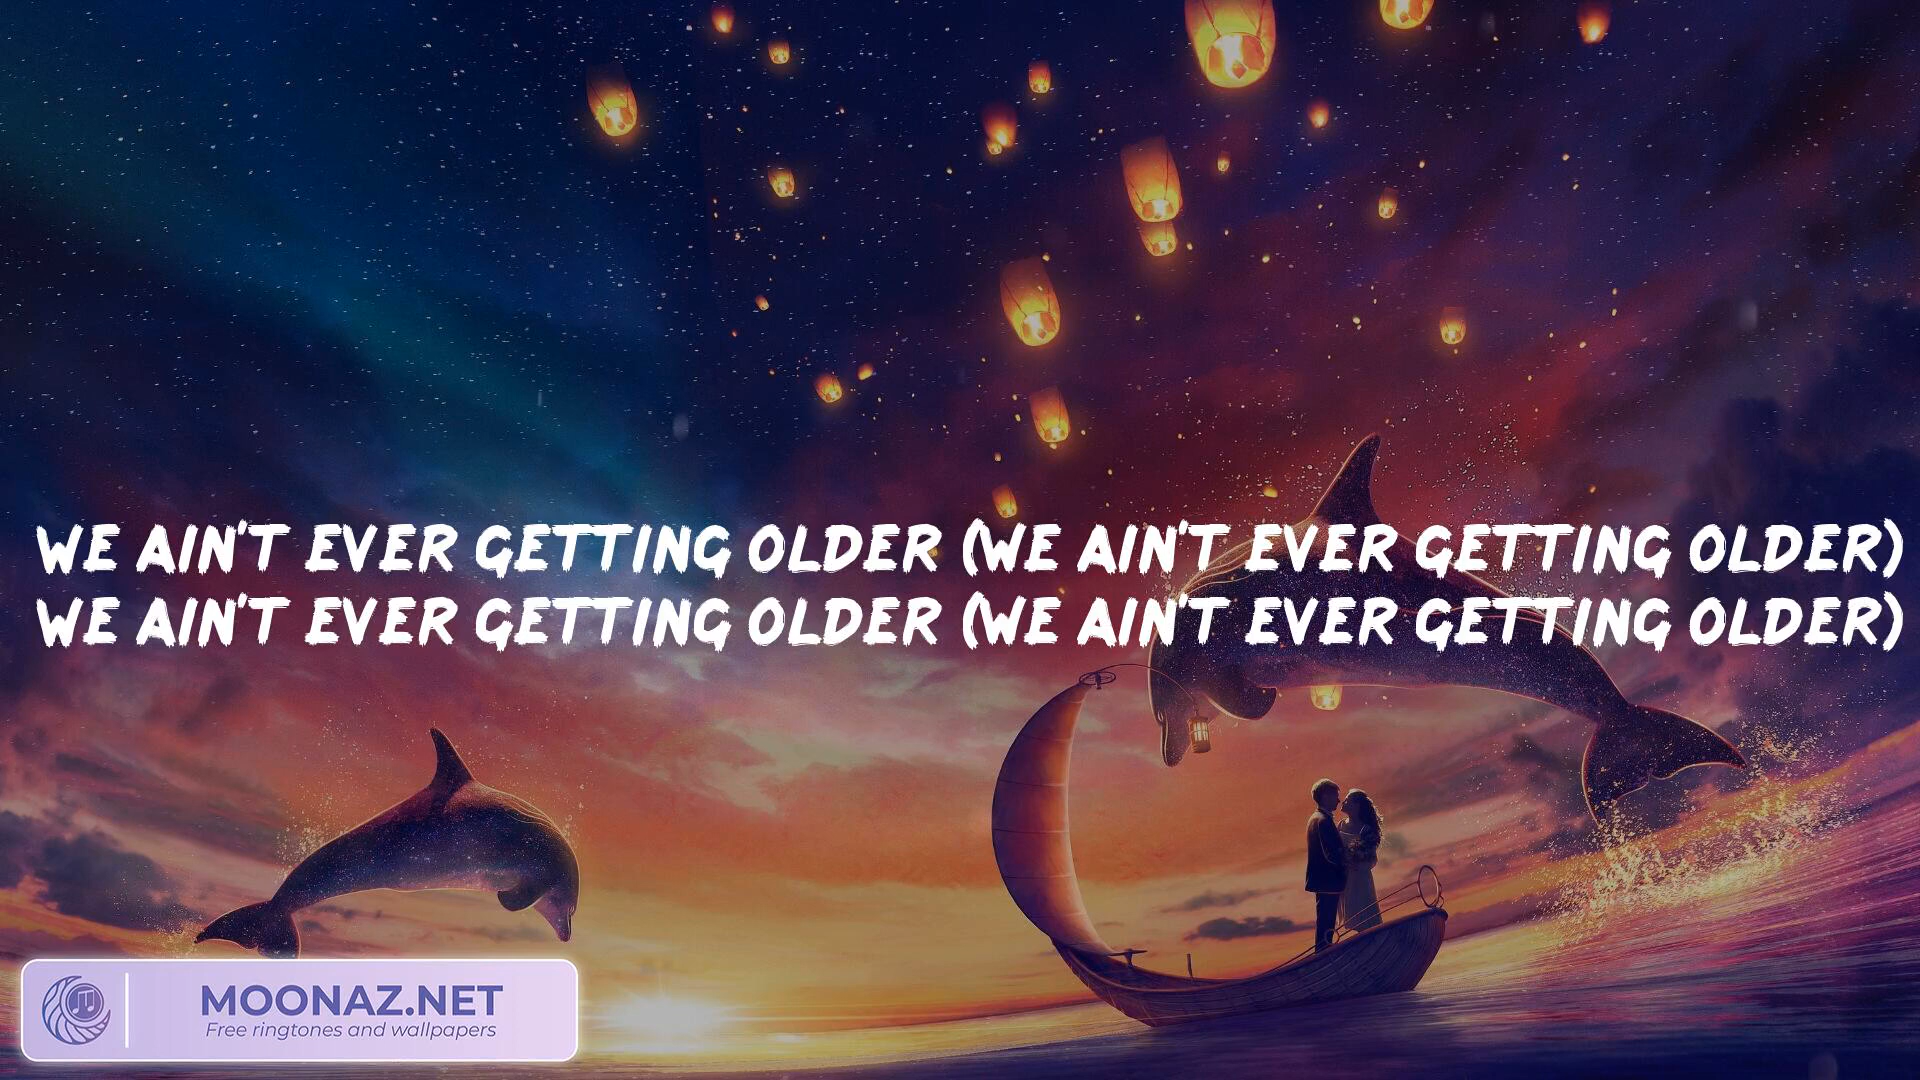 WE AIN'T EVER GETTING OLDER (WE AIN'T EVER GETTING OLDER)
WE AIN'T EVER GETTING OLDER (WE AIN'T EVER GETTING OLDER)
MOONAZ.NET
Free ringtones and wallpapers